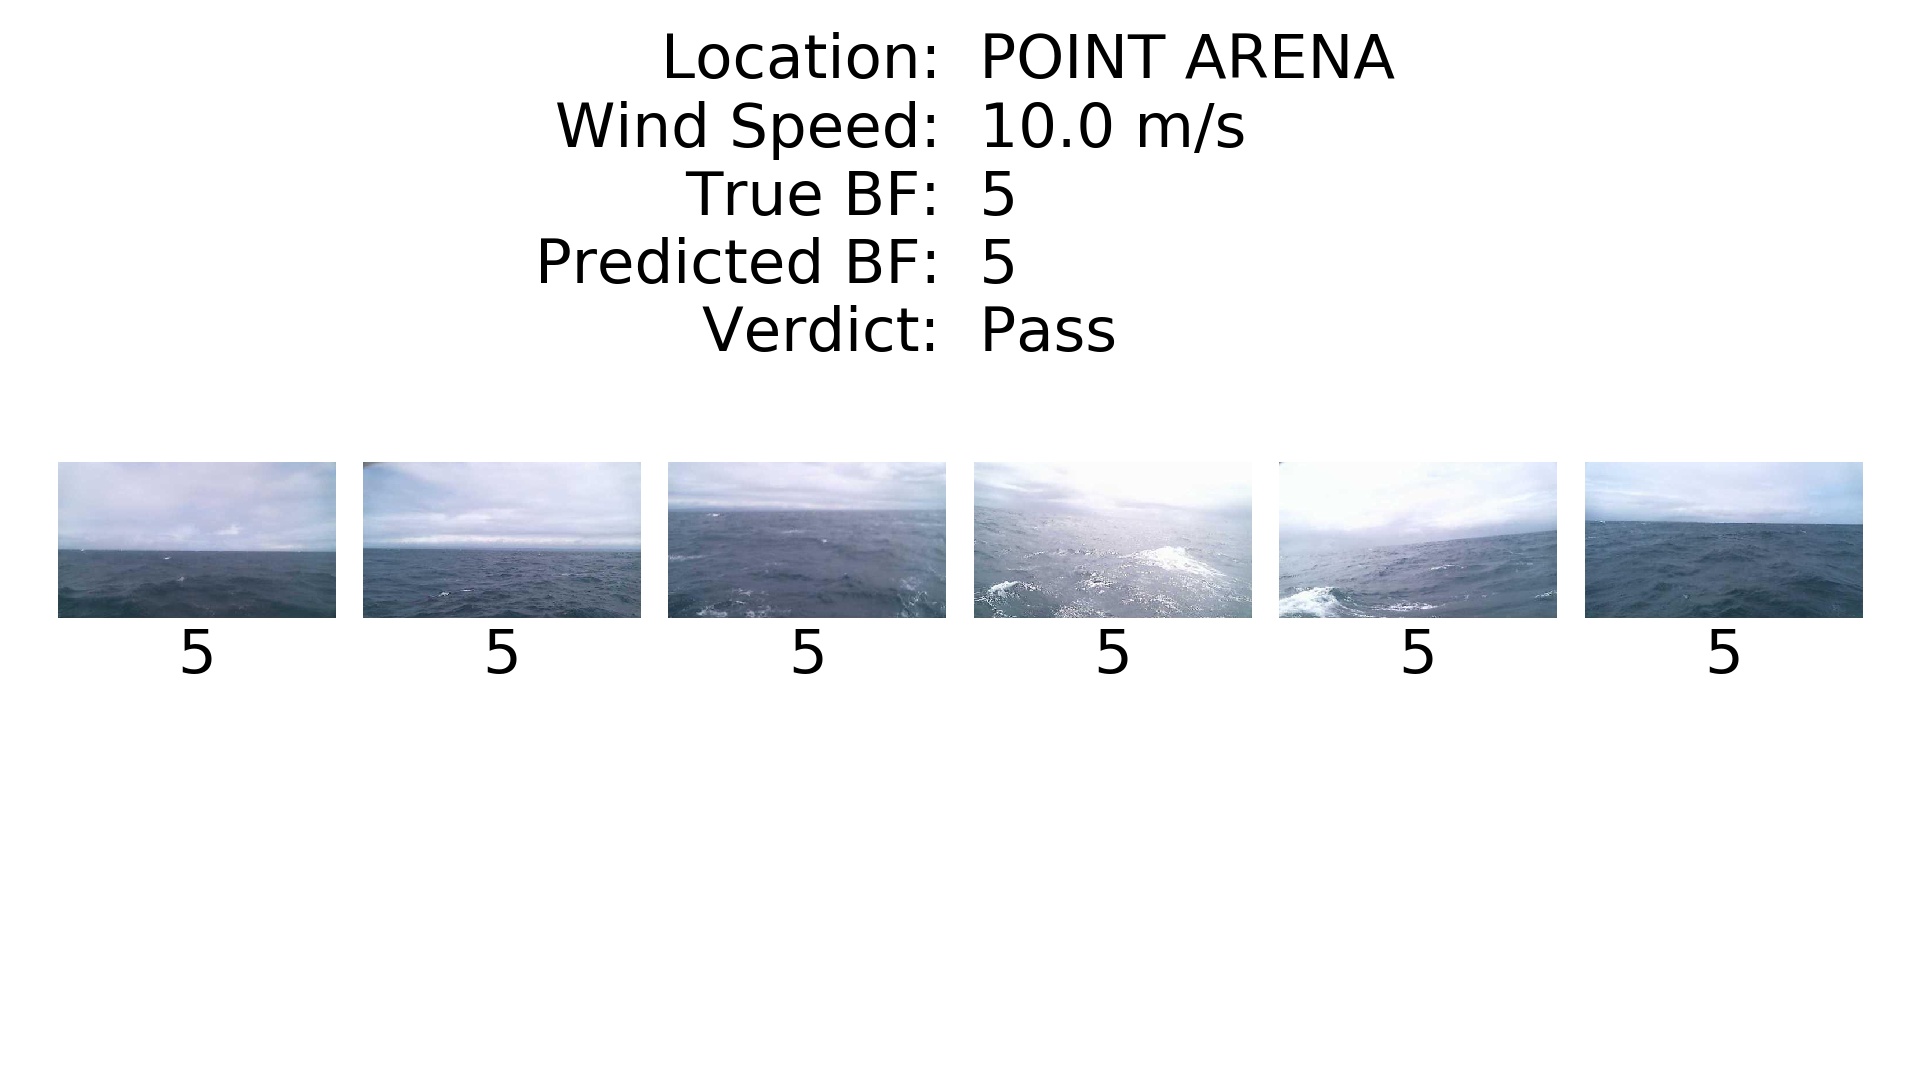 Location: POINT ARENA
Wind Speed: 10.0 m/s
True BF: 5
Predicted BF: 5
Verdict: Pass
5 5 5 5 5 5